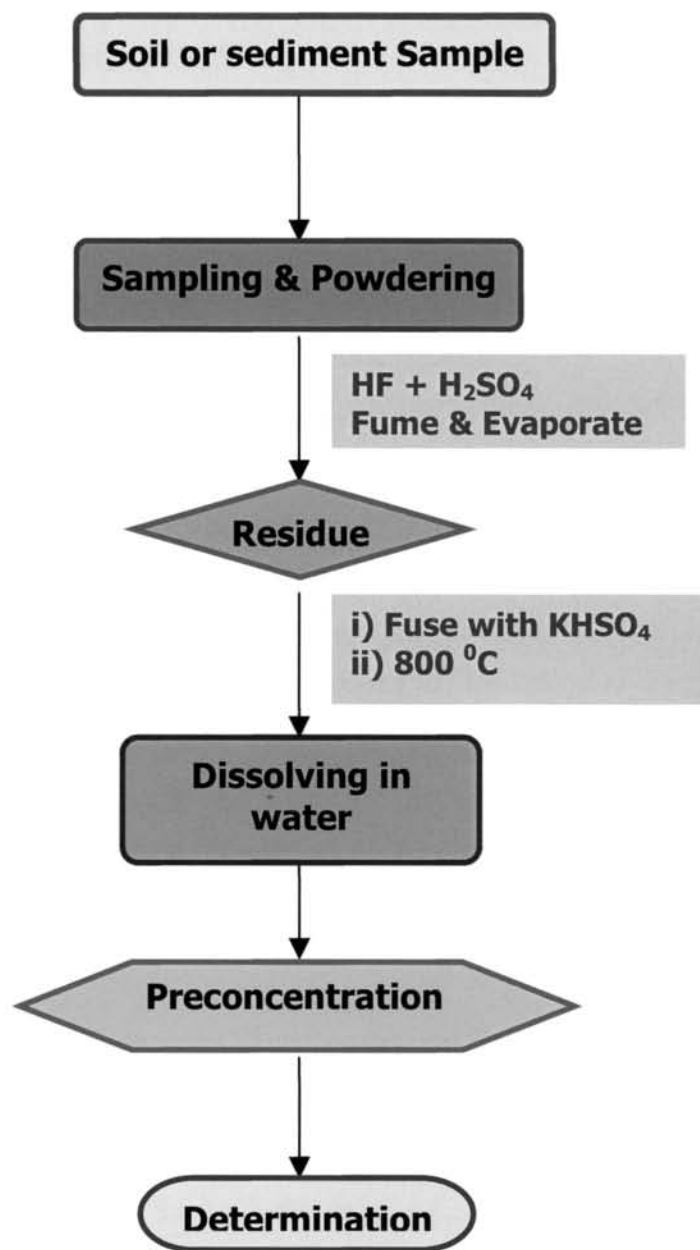 Soil or sediment Sample
Sampling & Powdering
HF + H₂SO₄
Fume & Evaporate
Residue
i) Fuse with KHSO₄
ii) 800 ⁰C
Dissolving in
water
Preconcentration
Determination